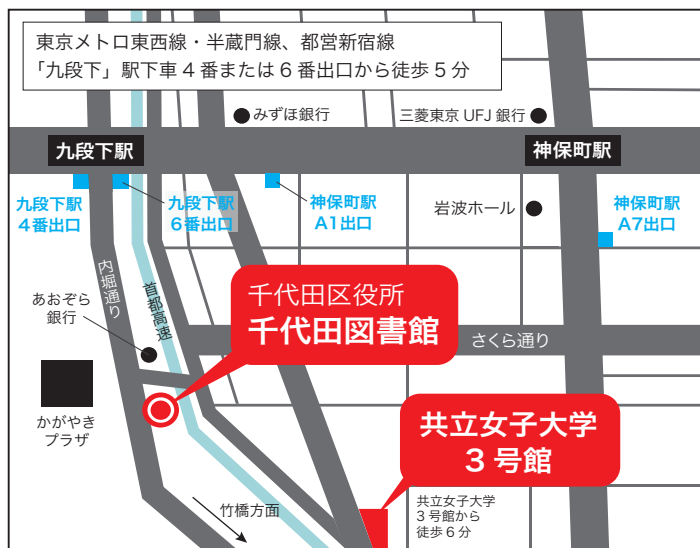 東京メトロ東西線・半蔵門線、都営新宿線
「九段下」駅下車 4 番または 6 番出口から徒歩 5 分
みずほ銀行
三菱東京 UFJ 銀行
九段下駅
神保町駅
九段下駅
4番出口
九段下駅
6番出口
神保町駅
A1出口
岩波ホール
神保町駅
A7出口
内堀通り
首都高速
あおぞら
銀行
千代田区役所
千代田図書館
さくら通り
かがやき
プラザ
共立女子大学
3 号館
竹橋方面
共立女子大学
3 号館から
徒歩 6 分